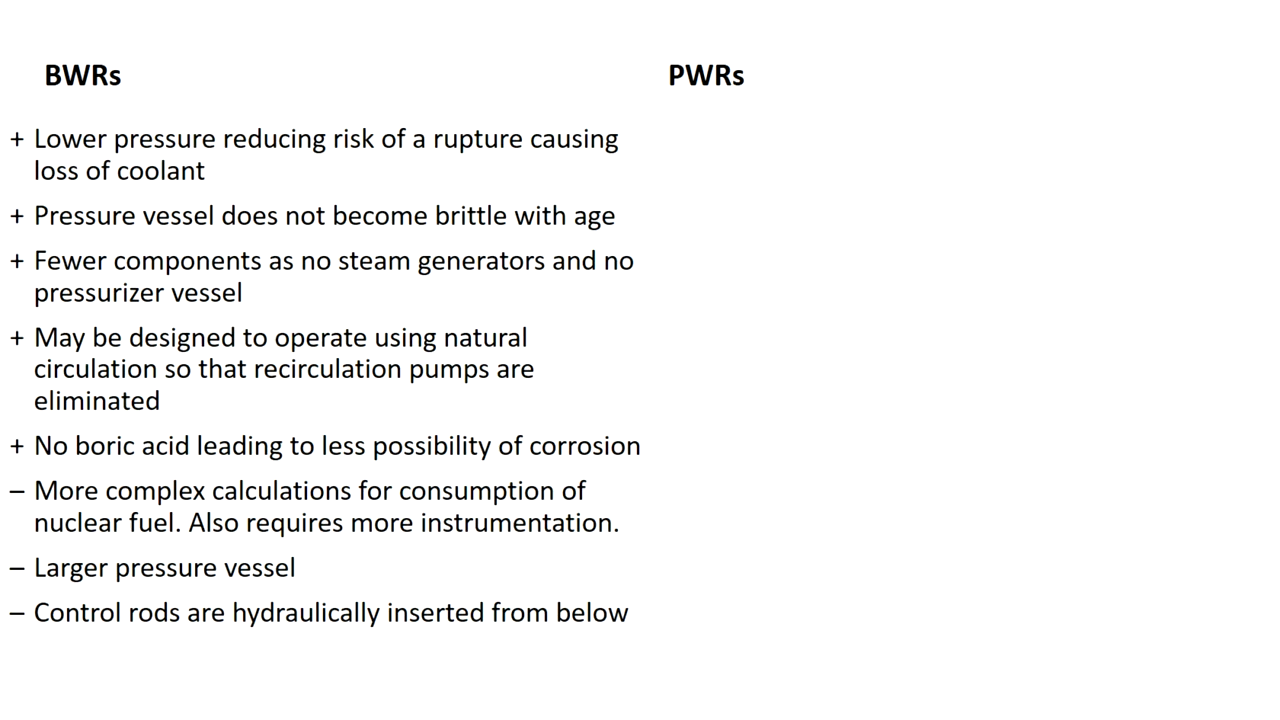 BWRs
PWRs
+ Lower pressure reducing risk of a rupture causing
loss of coolant
+ Pressure vessel does not become brittle with age
+ Fewer components as no steam generators and no
pressurizer vessel
+ May be designed to operate using natural
circulation so that recirculation pumps are
eliminated
+ No boric acid leading to less possibility of corrosion
– More complex calculations for consumption of
nuclear fuel. Also requires more instrumentation.
– Larger pressure vessel
– Control rods are hydraulically inserted from below